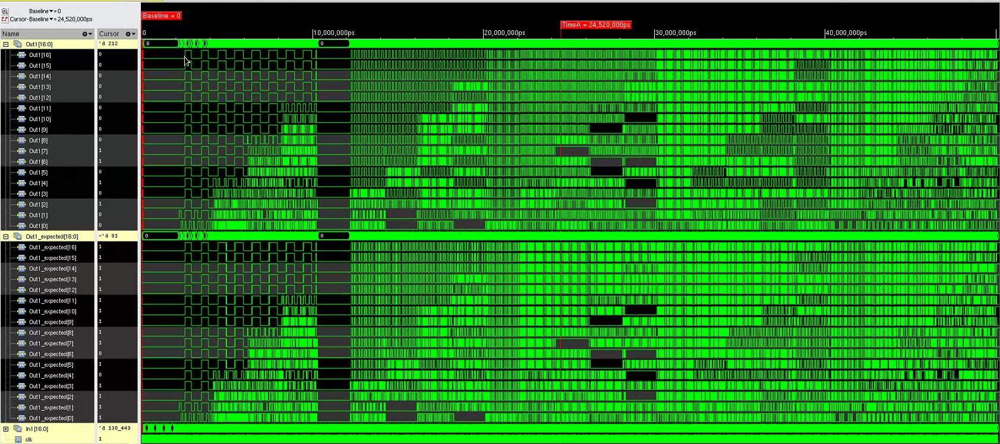 Baseline▾= 0
Cursor-Baseline▾= 24,520,000ps
Baseline = 0
TimeA = 24,520,000ps
Name Cursor 0 10,000,000ps 20,000,000ps 30,000,000ps 40,000,000ps
Out1[16:0] 'd 212 0 0
Out1[16] 0
Out1[15] 0
Out1[14] 0
Out1[13] 0
Out1[12] 0
Out1[11] 0
Out1[10] 0
Out1[9] 0
Out1[8] 0
Out1[7] 1
Out1[6] 1
Out1[5] 0
Out1[4] 1
Out1[3] 0
Out1[2] 1
Out1[1] 0
Out1[0] 0
Out1_expected[16:0] -'d 81 0 0
Out1_expected[16] 1
Out1_expected[15] 1
Out1_expected[14] 1
Out1_expected[13] 1
Out1_expected[12] 1
Out1_expected[11] 1
Out1_expected[10] 1
Out1_expected[9] 1
Out1_expected[8] 1
Out1_expected[7] 1
Out1_expected[6] 0
Out1_expected[5] 1
Out1_expected[4] 0
Out1_expected[3] 1
Out1_expected[2] 1
Out1_expected[1] 1
Out1_expected[0] 1
In1[16:0] 'd 130_449
clk 1